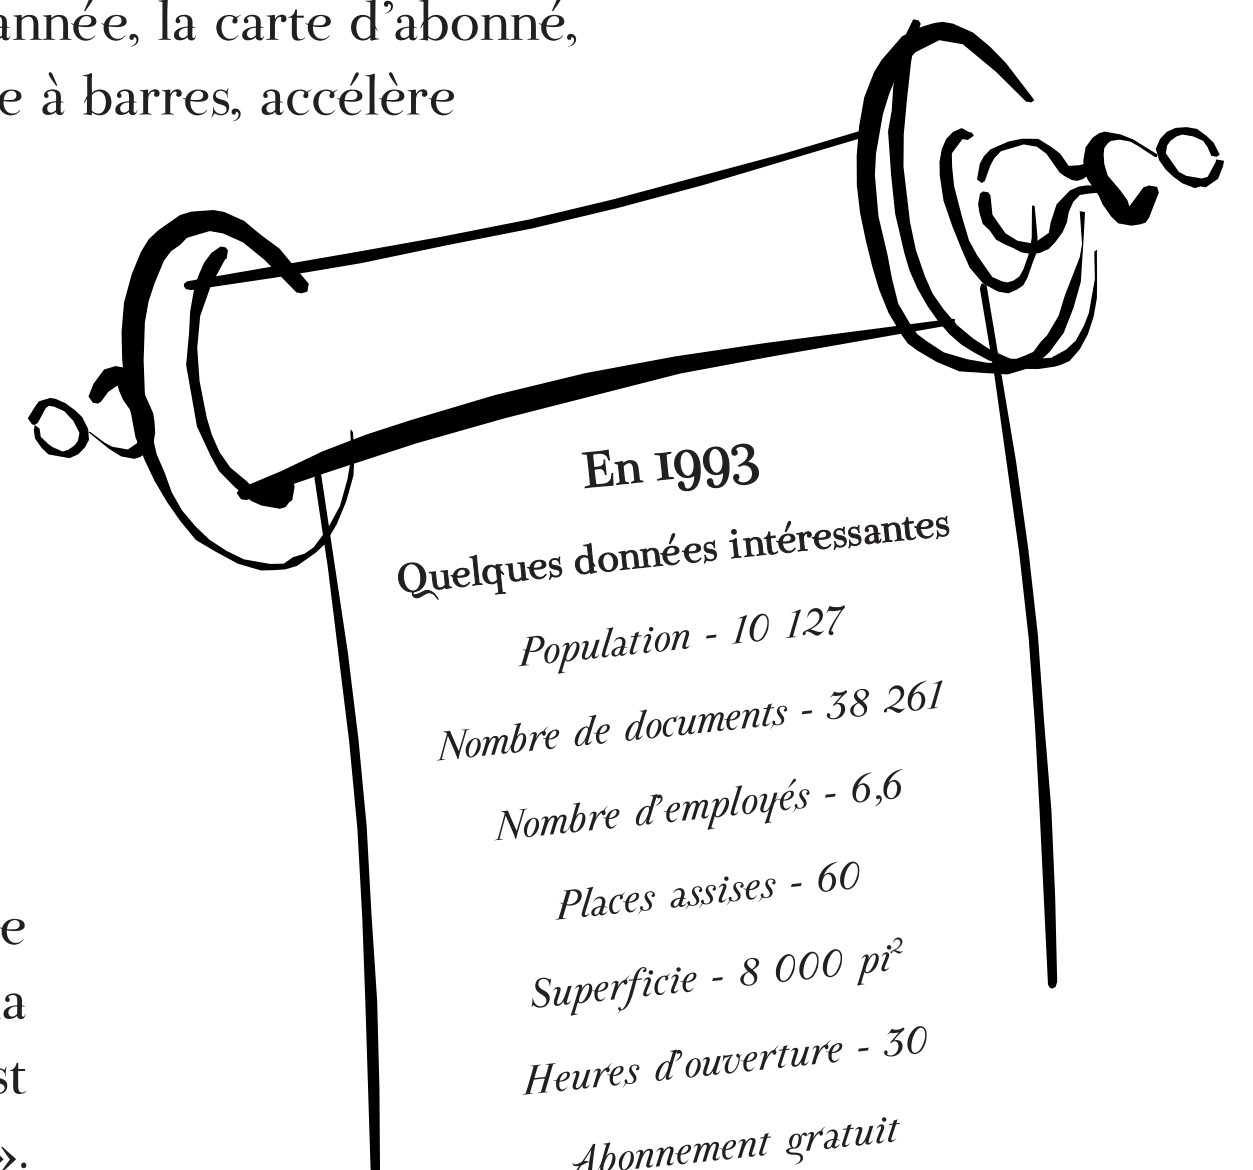 année, la carte d’abonné,
e à barres, accélère
En 1993
Quelques données intéressantes
Population - 10 127
Nombre de documents - 38 261
Nombre d’employés - 6,6
Places assises - 60
Superficie - 8 000 pi²
Heures d’ouverture - 30
Abonnement gratuit
e
a
st
».